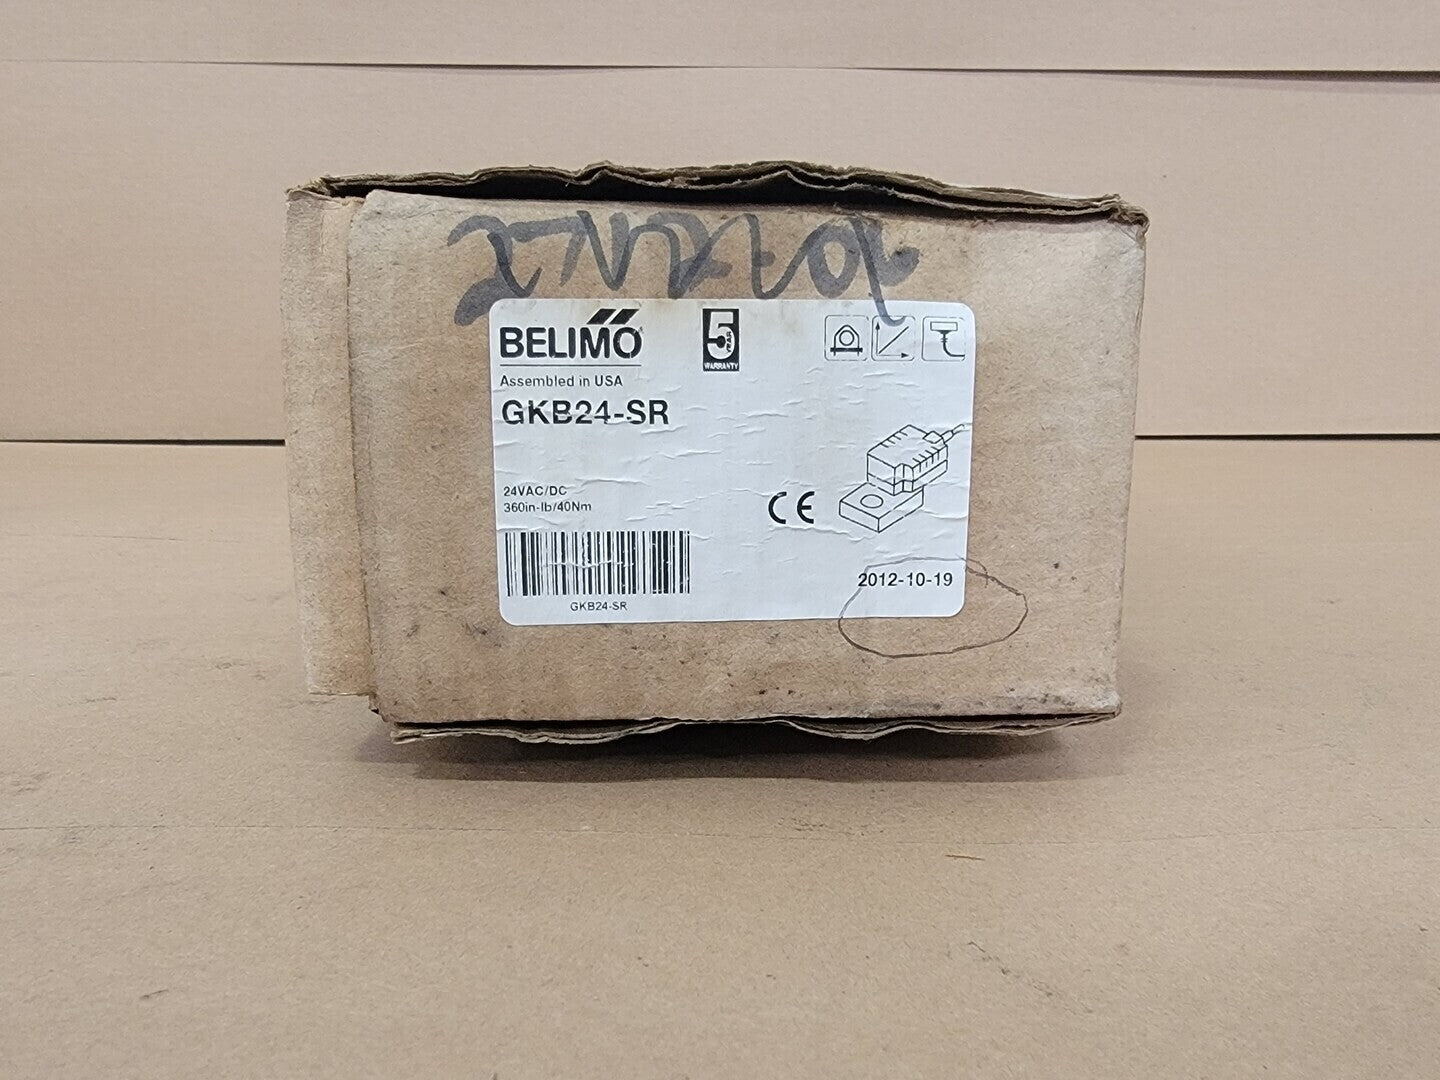 BELIMO
5 YEAR
WARRANTY
Assembled in USA
GKB24-SR
24VAC/DC
360in-lb/40Nm
CE
GKB24-SR
2012-10-19